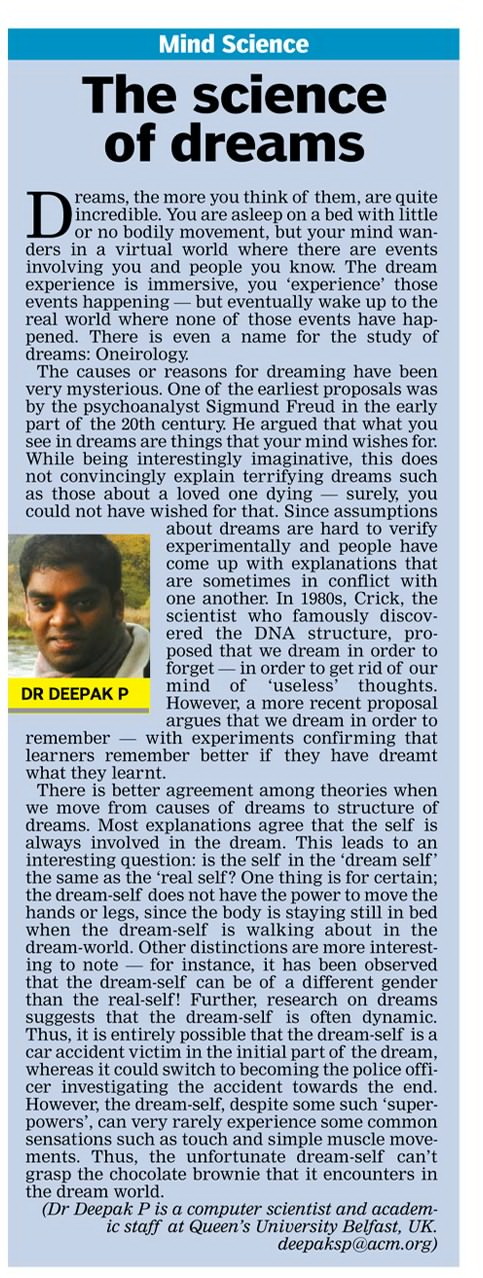 Mind Science
The science
of dreams
Dreams, the more you think of them, are quite
incredible. You are asleep on a bed with little
or no bodily movement, but your mind wan-
ders in a virtual world where there are events
involving you and people you know. The dream
experience is immersive, you ‘experience’ those
events happening — but eventually wake up to the
real world where none of those events have hap-
pened. There is even a name for the study of
dreams: Oneirology.
The causes or reasons for dreaming have been
very mysterious. One of the earliest proposals was
by the psychoanalyst Sigmund Freud in the early
part of the 20th century. He argued that what you
see in dreams are things that your mind wishes for.
While being interestingly imaginative, this does
not convincingly explain terrifying dreams such
as those about a loved one dying — surely, you
could not have wished for that. Since assumptions
about dreams are hard to verify
experimentally and people have
come up with explanations that
are sometimes in conflict with
one another. In 1980s, Crick, the
scientist who famously discov-
ered the DNA structure, pro-
posed that we dream in order to
forget — in order to get rid of our
mind of ‘useless’ thoughts.
However, a more recent proposal
argues that we dream in order to
DR DEEPAK P
remember — with experiments confirming that
learners remember better if they have dreamt
what they learnt.
There is better agreement among theories when
we move from causes of dreams to structure of
dreams. Most explanations agree that the self is
always involved in the dream. This leads to an
interesting question: is the self in the ‘dream self’
the same as the ‘real self? One thing is for certain;
the dream-self does not have the power to move the
hands or legs, since the body is staying still in bed
when the dream-self is walking about in the
dream-world. Other distinctions are more interest-
ing to note — for instance, it has been observed
that the dream-self can be of a different gender
than the real-self! Further, research on dreams
suggests that the dream-self is often dynamic.
Thus, it is entirely possible that the dream-self is a
car accident victim in the initial part of the dream,
whereas it could switch to becoming the police offi-
cer investigating the accident towards the end.
However, the dream-self, despite some such ‘super-
powers’, can very rarely experience some common
sensations such as touch and simple muscle move-
ments. Thus, the unfortunate dream-self can’t
grasp the chocolate brownie that it encounters in
the dream world.
(Dr Deepak P is a computer scientist and academ-
ic staff at Queen’s University Belfast, UK.
deepaksp@acm.org)